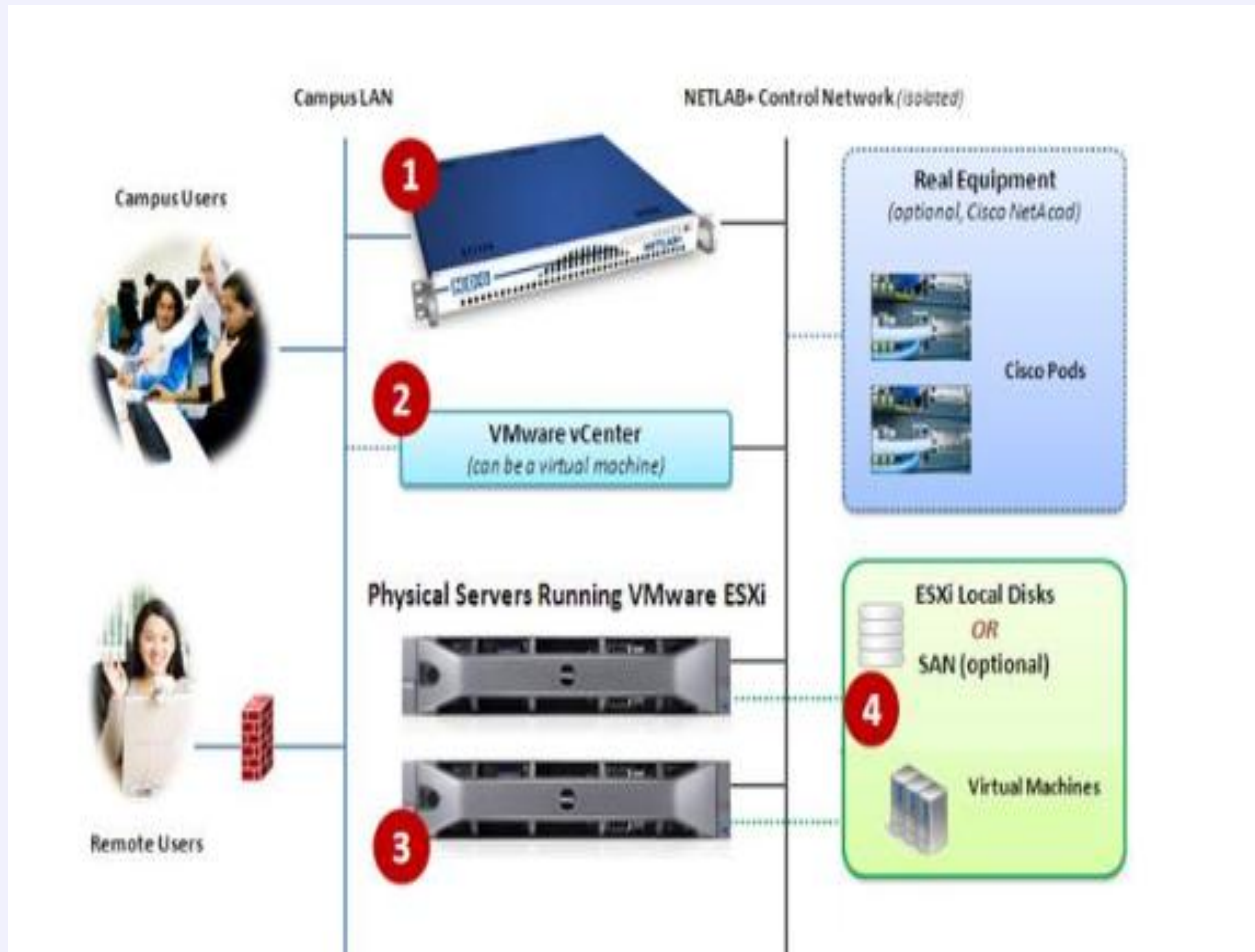 Campus LAN
NETLAB+ Control Network (isolated)
1
Campus Users
NETLAB+
Real Equipment
(optional, Cisco NetAcad)
Cisco Pods
2
VMware vCenter
(can be a virtual machine)
Physical Servers Running VMware ESXi
ESXi Local Disks
OR
SAN (optional)
4
Virtual Machines
3
Remote Users